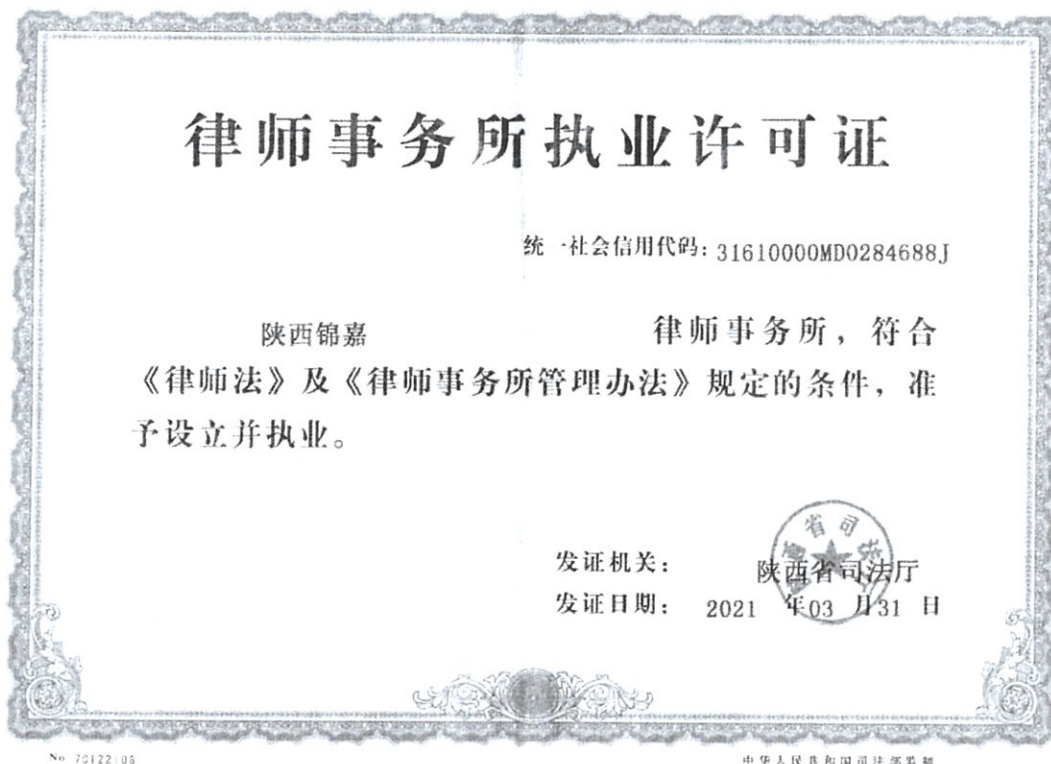 律师事务所执业许可证
统一社会信用代码: 31610000MD0284688J
陕西锦嘉 律师事务所，符合
《律师法》及《律师事务所管理办法》规定的条件，准
予设立并执业。
发证机关： 陕西省司法厅
发证日期： 2021 年03 月31 日
No. 70122108
中华人民共和国司法部监制